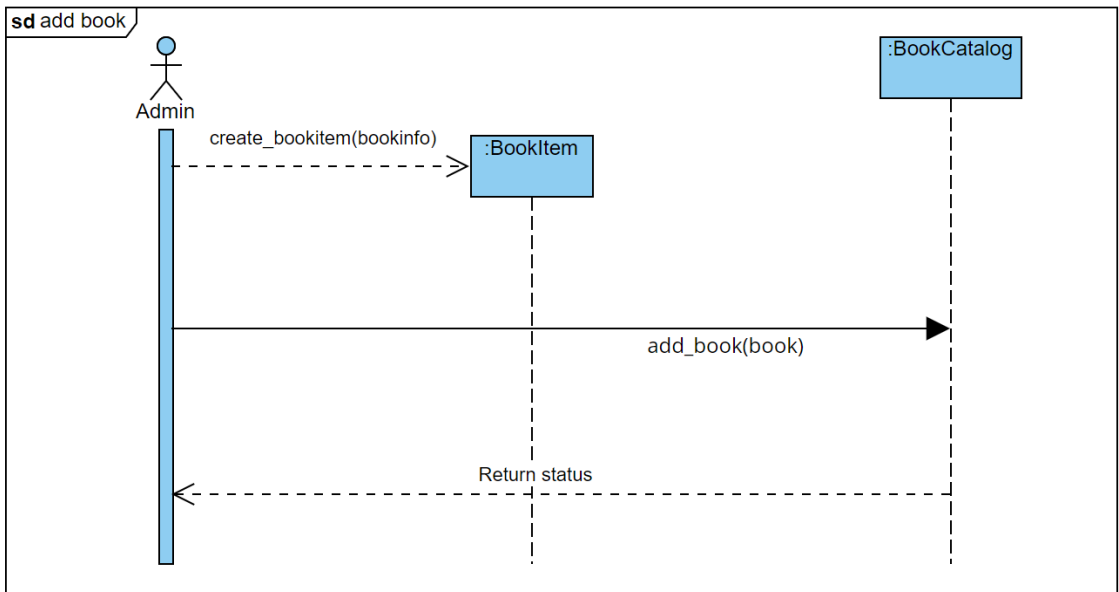 sd add book
:BookCatalog
Admin
create_bookitem(bookinfo)
:BookItem
add_book(book)
Return status